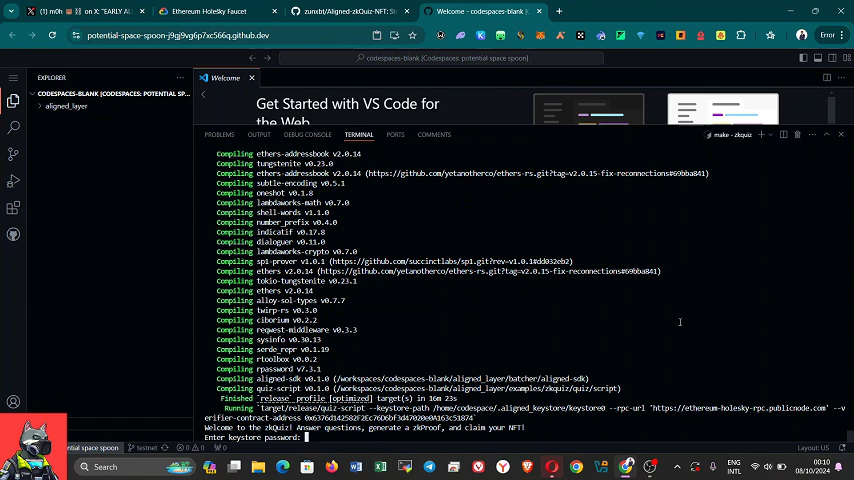 m0h on X: "EARLY AL
Ethereum Holesky Faucet
zunxbt/Aligned-zkQuiz-NFT: St
Welcome - codespaces-blank
potential-space-spoon-j9gj9vg6p7xc566q.github.dev
Error
codespaces-blank [Codespaces: potential space spoon]
EXPLORER
Welcome
CODESPACES-BLANK [CODESPACES: POTENTIAL SP...
aligned_layer
Get Started with VS Code for
the Web
PROBLEMS OUTPUT DEBUG CONSOLE TERMINAL PORTS COMMENTS
make - zkquiz
Compiling ethers-addressbook v2.0.14
Compiling tungstenite v0.23.0
Compiling ethers-addressbook v2.0.14 (https://github.com/yetanotherco/ethers-rs.git?tag=v2.0.15-fix-reconnections#69bba841)
Compiling subtle-encoding v0.5.1
Compiling oneshot v0.1.8
Compiling lambdaworks-math v0.7.0
Compiling shell-words v1.1.0
Compiling number_prefix v0.4.0
Compiling indicatif v0.17.8
Compiling dialoguer v0.11.0
Compiling lambdaworks-crypto v0.7.0
Compiling sp1-prover v1.0.1 (https://github.com/succinctlabs/sp1.git?rev=v1.0.1#dd032eb2)
Compiling ethers v2.0.14 (https://github.com/yetanotherco/ethers-rs.git?tag=v2.0.15-fix-reconnections#69bba841)
Compiling tokio-tungstenite v0.23.1
Compiling ethers v2.0.14
Compiling alloy-sol-types v0.7.7
Compiling twirp-rs v0.3.0
Compiling ciborium v0.2.2
Compiling reqwest-middleware v0.3.3
Compiling sysinfo v0.30.13
Compiling serde_repr v0.1.19
Compiling rtoolbox v0.0.2
Compiling rpassword v7.3.1
Compiling aligned-sdk v0.1.0 (/workspaces/codespaces-blank/aligned_layer/batcher/aligned-sdk)
Compiling quiz-script v0.1.0 (/workspaces/codespaces-blank/aligned_layer/examples/zkquiz/quiz/script)
Finished `release` profile [optimized] target(s) in 16m 23s
Running `target/release/quiz-script --keystore-path /home/codespace/.aligned_keystore/keystore0 --rpc-url 'https://ethereum-holesky-rpc.publicnode.com' --v
erifier-contract-address 0x6376d142582F2Ec76D6bf3d47020e0A163c51874`
Welcome to the zkQuiz! Answer questions, generate a zkProof, and claim your NFT!
Enter keystore password:
potential space spoon
testnet
0 0
0
Layout: US
Search
ENG
INTL
00:10
08/10/2024